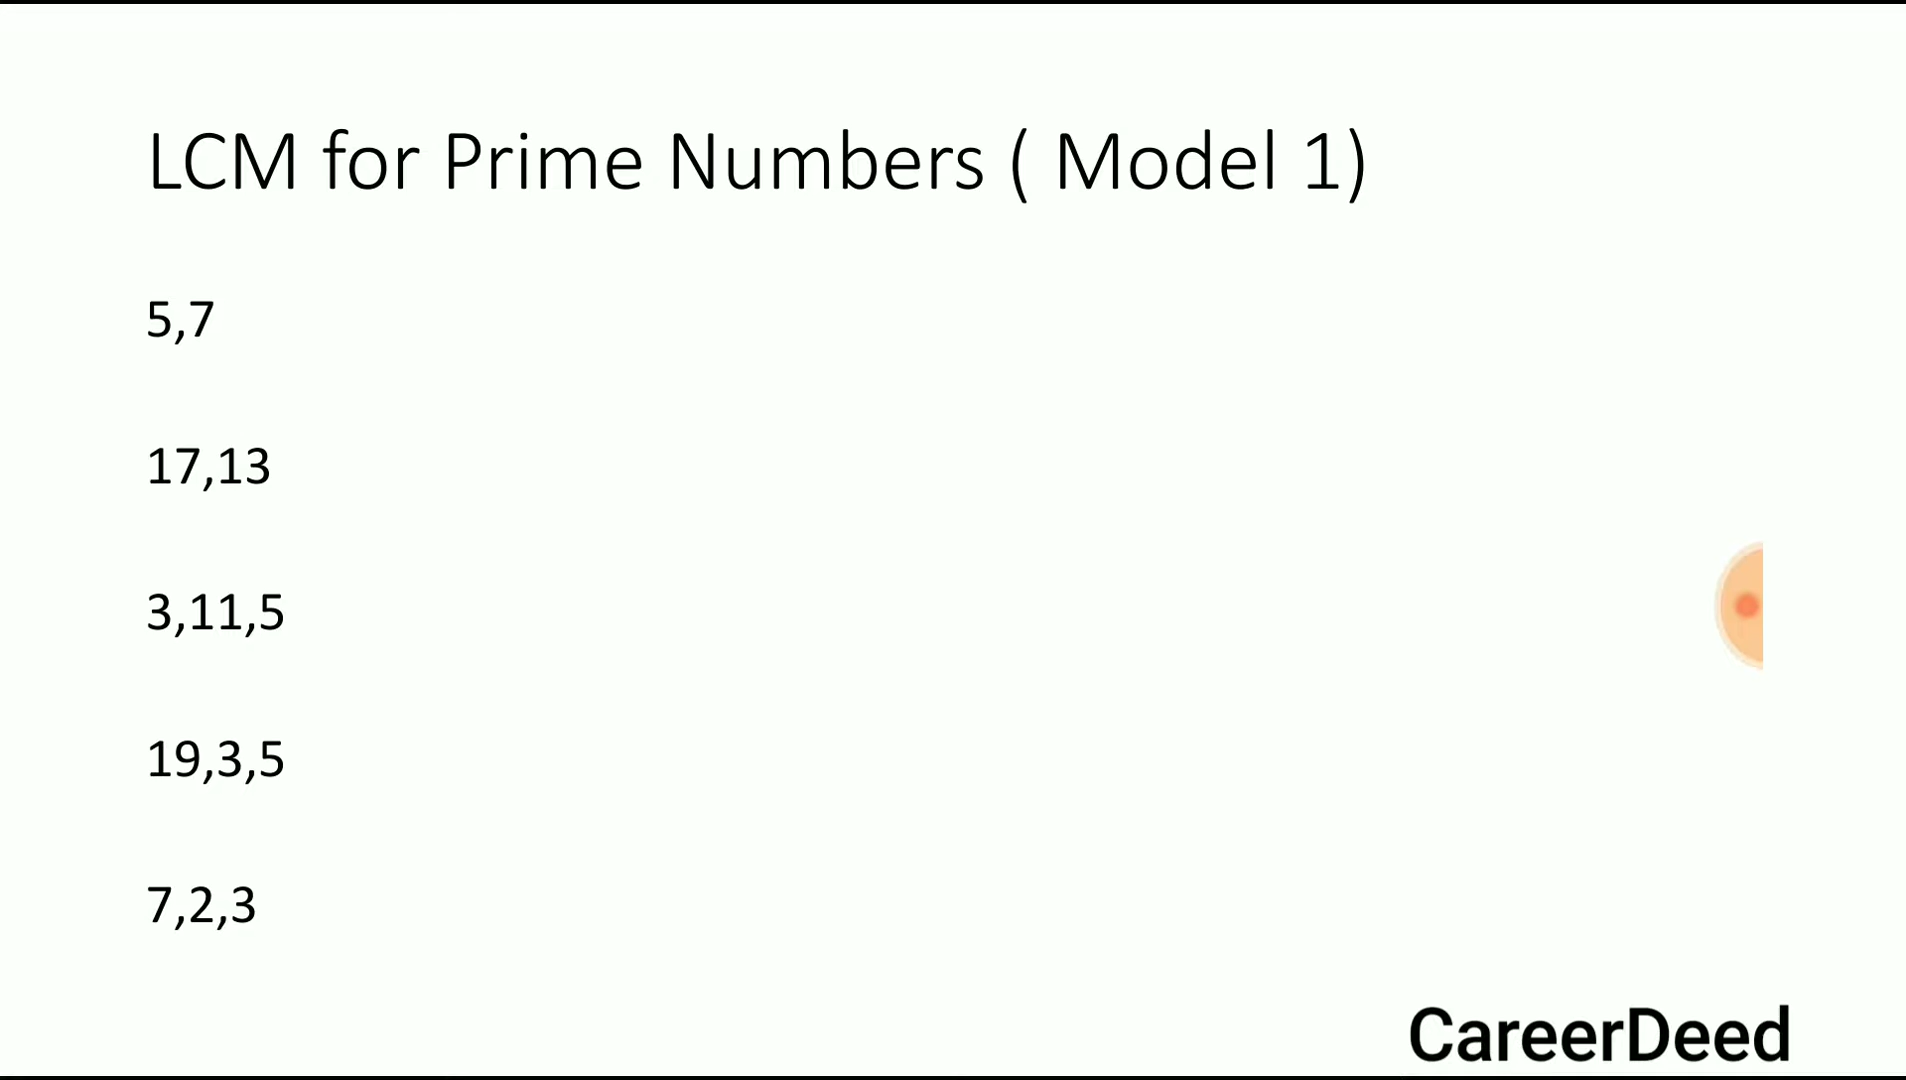 LCM for Prime Numbers ( Model 1)
5,7
17,13
3,11,5
19,3,5
7,2,3
CareerDeed